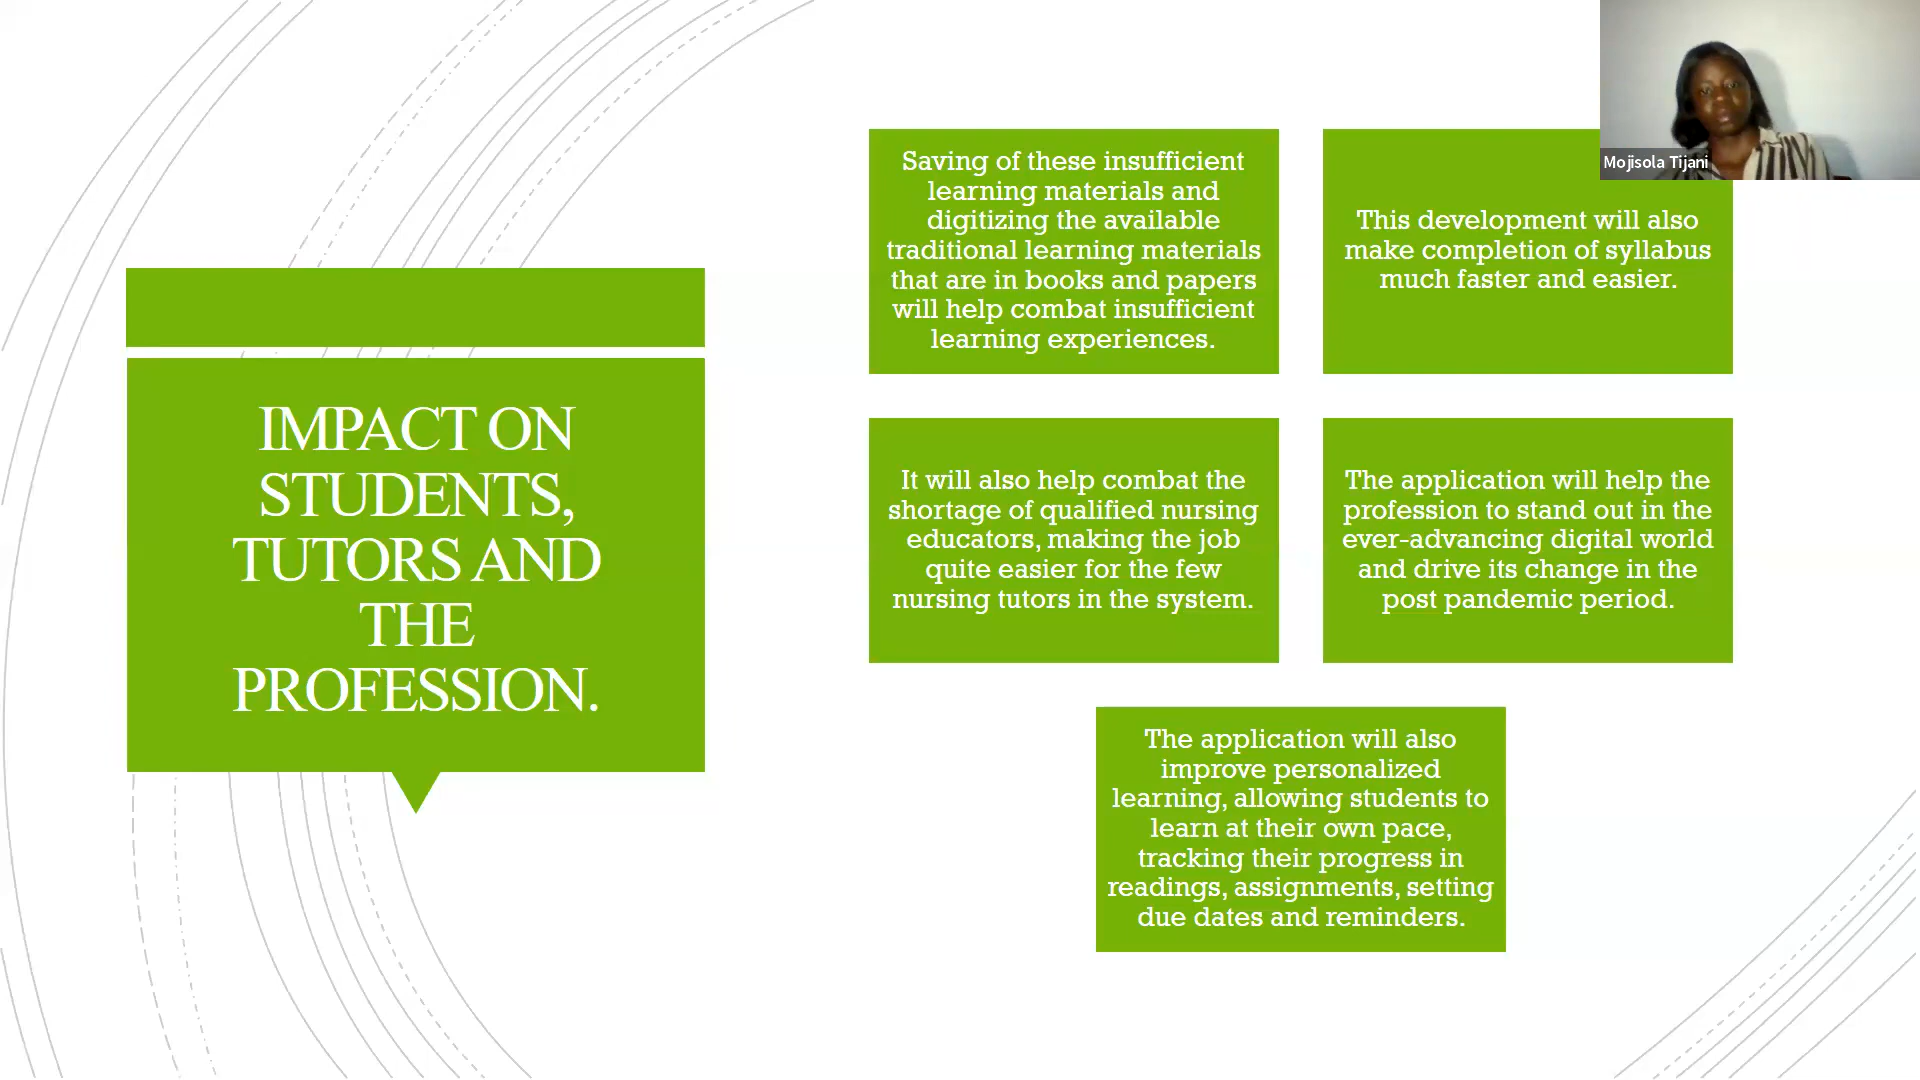 IMPACT ON
STUDENTS,
TUTORS AND
THE
PROFESSION.
Saving of these insufficient
learning materials and
digitizing the available
traditional learning materials
that are in books and papers
will help combat insufficient
learning experiences.
This development will also
make completion of syllabus
much faster and easier.
It will also help combat the
shortage of qualified nursing
educators, making the job
quite easier for the few
nursing tutors in the system.
The application will help the
profession to stand out in the
ever-advancing digital world
and drive its change in the
post pandemic period.
The application will also
improve personalized
learning, allowing students to
learn at their own pace,
tracking their progress in
readings, assignments, setting
due dates and reminders.
Mojisola Tijani